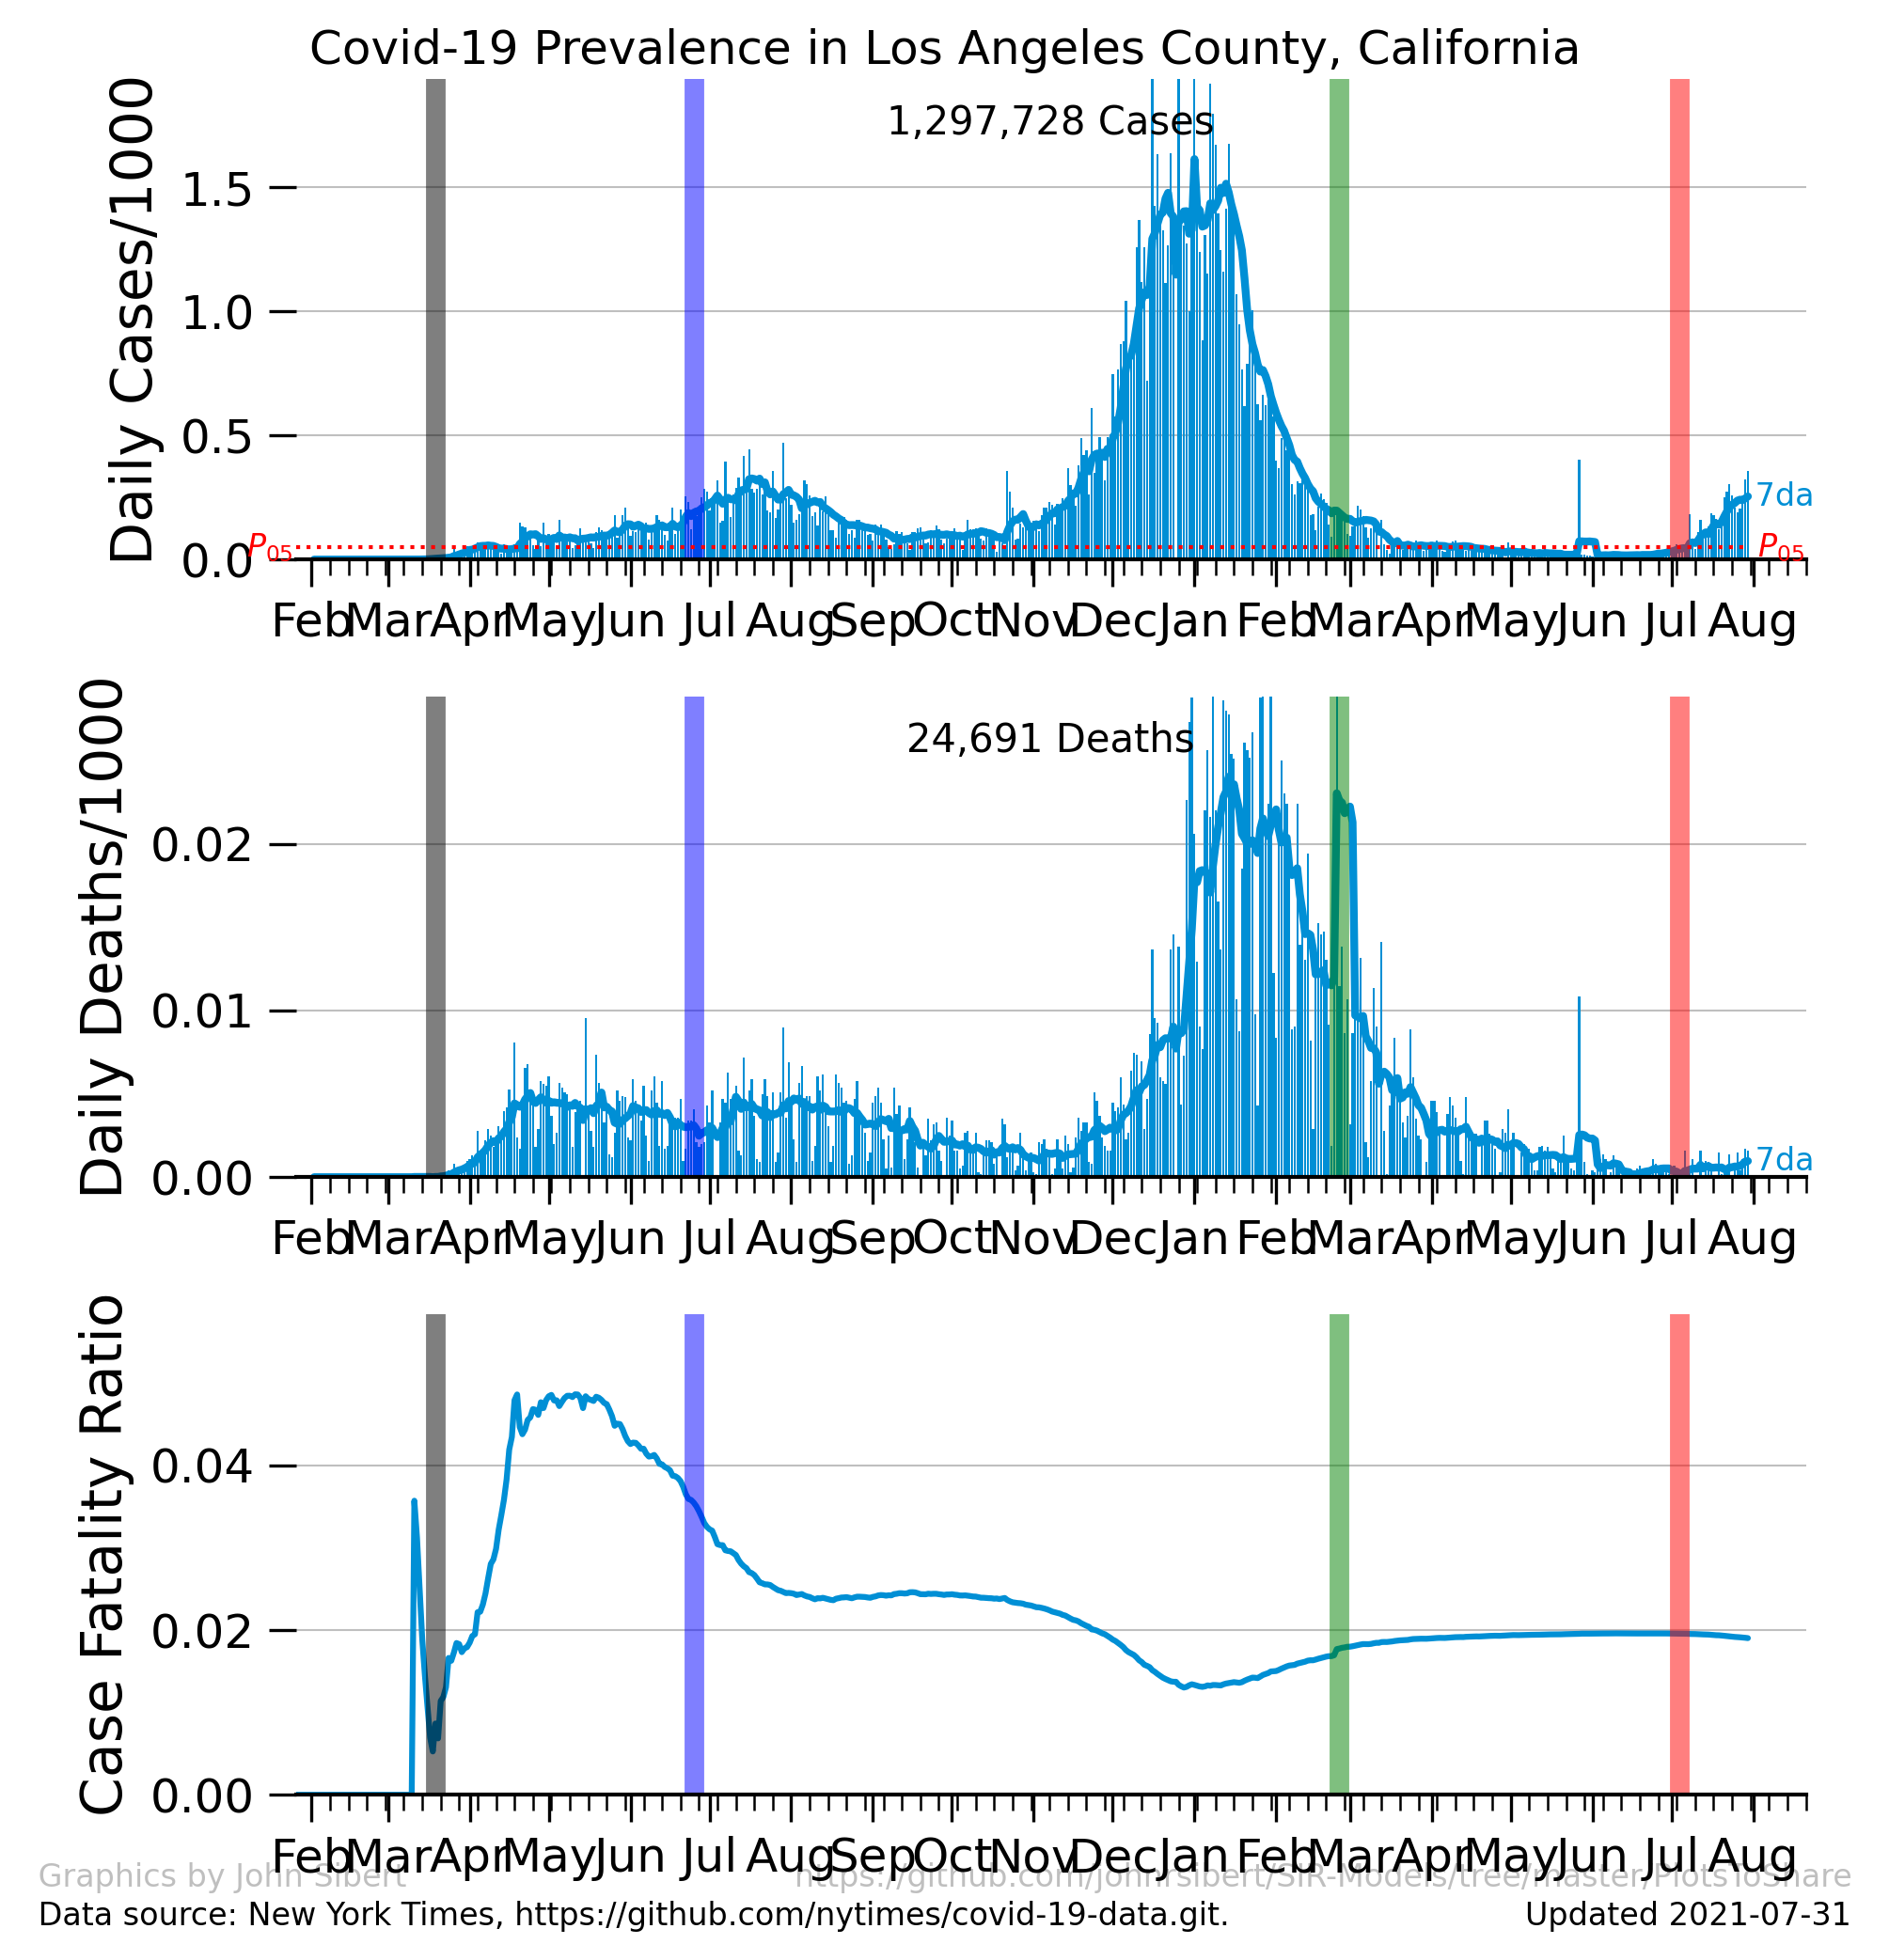 Covid-19 Prevalence in Los Angeles County, California
1,297,728 Cases
Daily Cases/1000
1.5
1.0
0.5
0.0
P05
7da
P05
Feb Mar Apr May Jun Jul Aug Sep Oct Nov Dec Jan Feb Mar Apr May Jun Jul Aug
24,691 Deaths
Daily Deaths/1000
0.02
0.01
0.00
7da
Feb Mar Apr May Jun Jul Aug Sep Oct Nov Dec Jan Feb Mar Apr May Jun Jul Aug
Case Fatality Ratio
0.04
0.02
0.00
Feb Mar Apr May Jun Jul Aug Sep Oct Nov Dec Jan Feb Mar Apr May Jun Jul Aug
Graphics by John Sibert
https://github.com/johnrsibert/SIR-Models/tree/master/PlotsToShare
Data source: New York Times, https://github.com/nytimes/covid-19-data.git.
Updated 2021-07-31